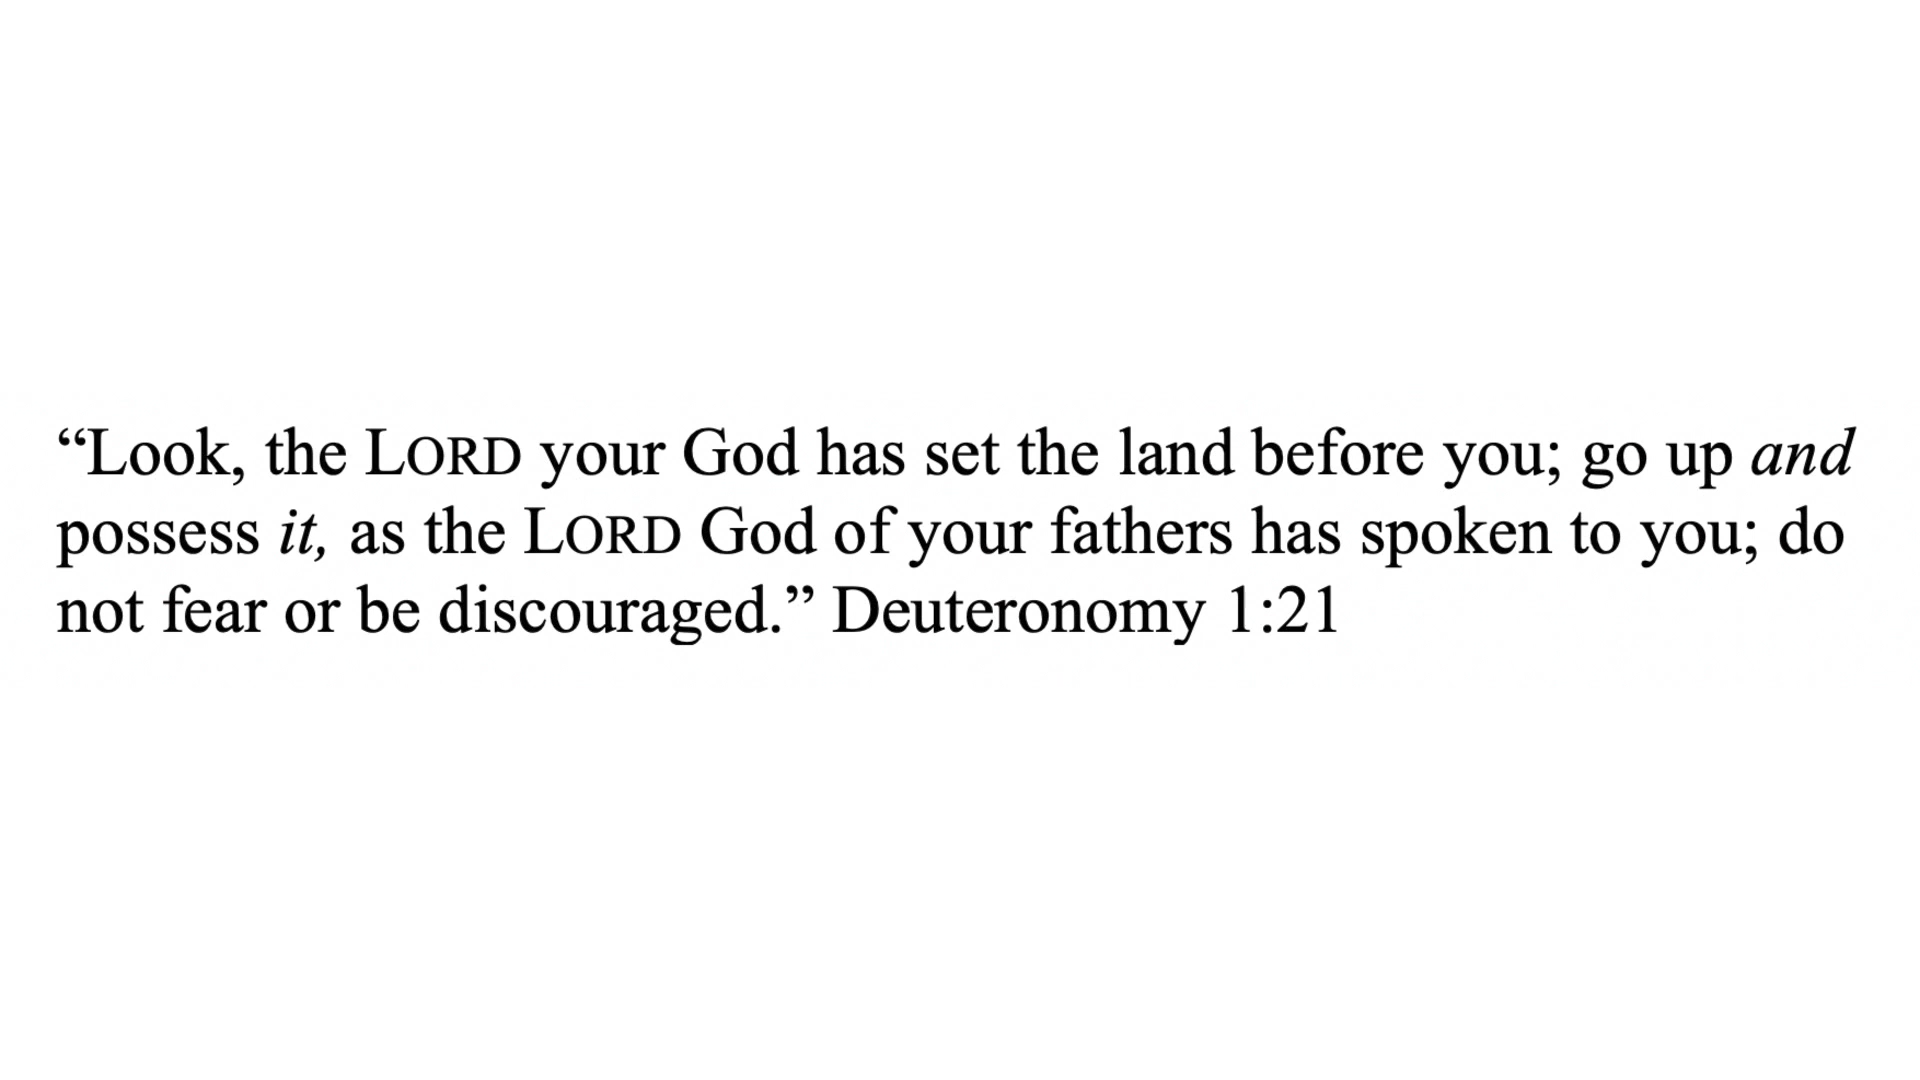 “Look, the LORD your God has set the land before you; go up and
possess it, as the LORD God of your fathers has spoken to you; do
not fear or be discouraged.” Deuteronomy 1:21